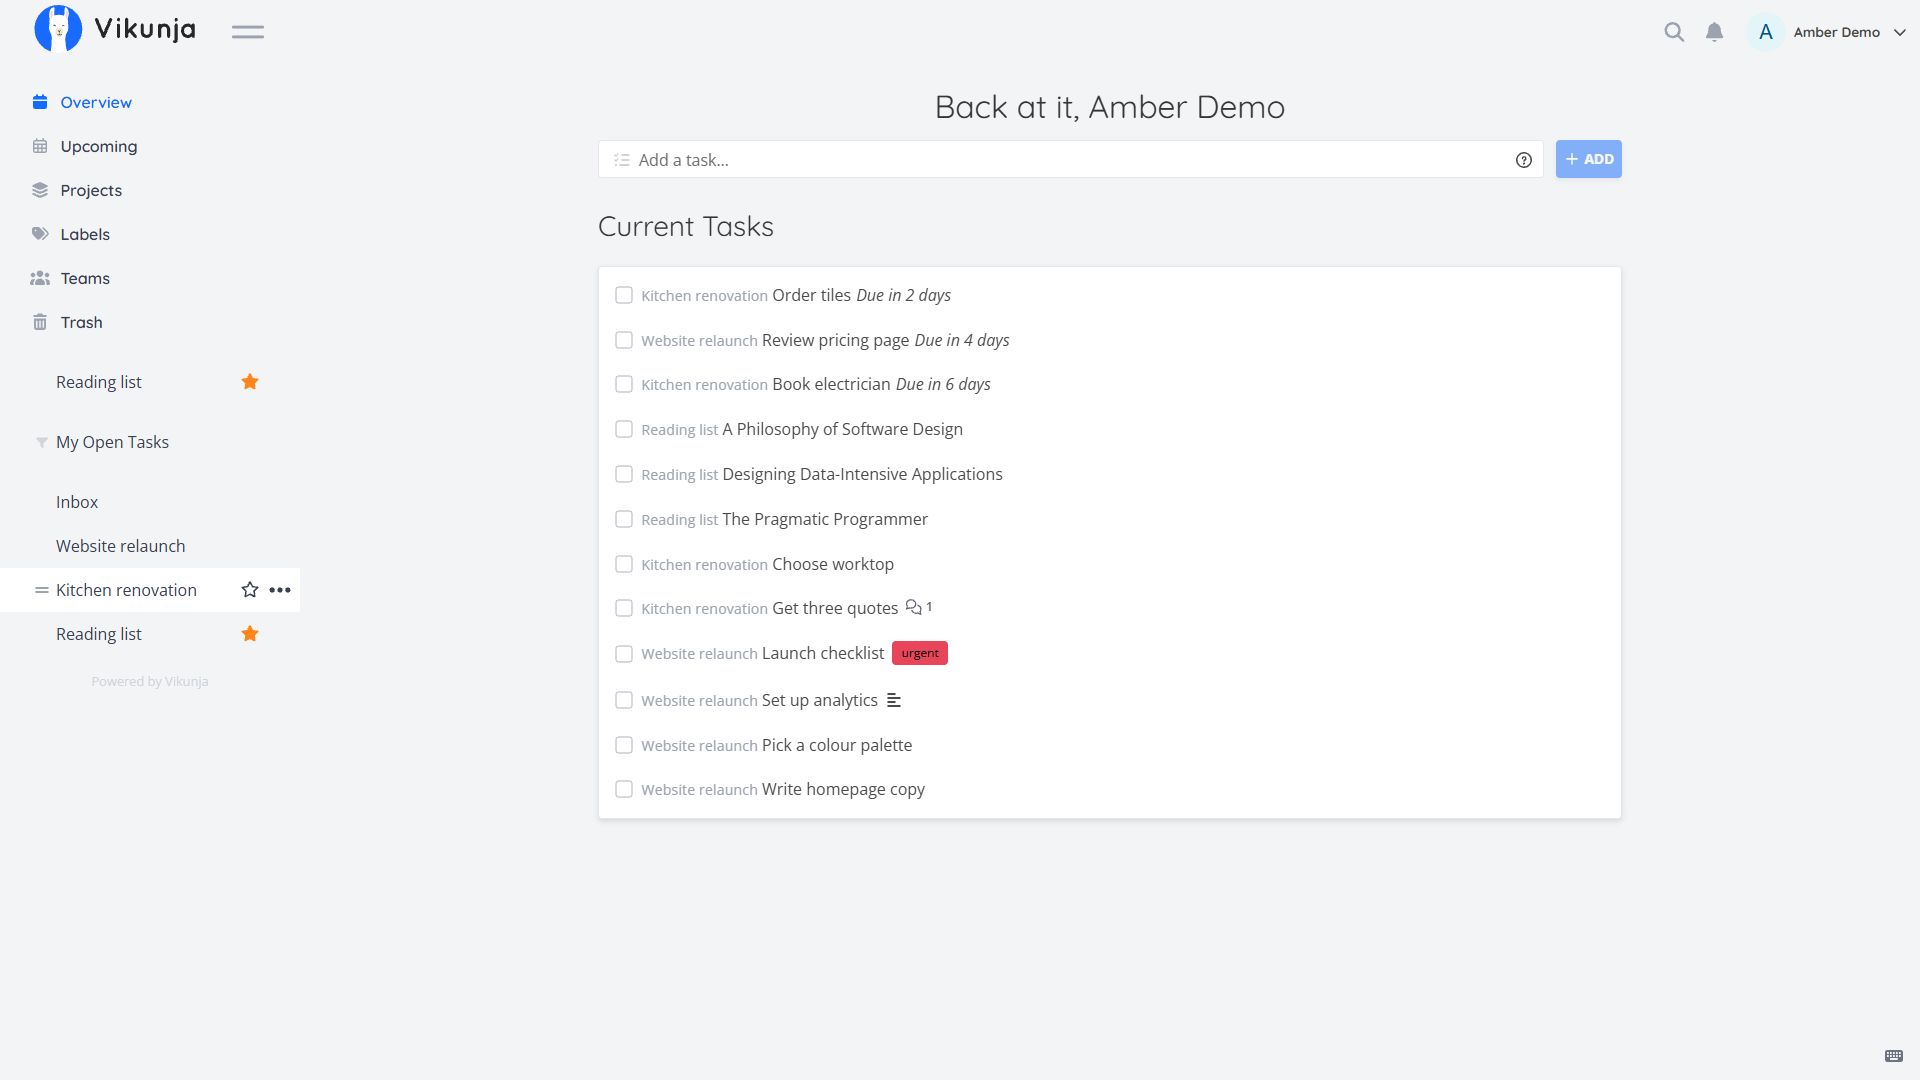 Vikunja
A Amber Demo
Overview
Upcoming
Projects
Labels
Teams
Trash
Reading list
My Open Tasks
Inbox
Website relaunch
Kitchen renovation
Reading list
Powered by Vikunja
Back at it, Amber Demo
Add a task...
ADD
Current Tasks
Kitchen renovation Order tiles Due in 2 days
Website relaunch Review pricing page Due in 4 days
Kitchen renovation Book electrician Due in 6 days
Reading list A Philosophy of Software Design
Reading list Designing Data-Intensive Applications
Reading list The Pragmatic Programmer
Kitchen renovation Choose worktop
Kitchen renovation Get three quotes 1
Website relaunch Launch checklist urgent
Website relaunch Set up analytics
Website relaunch Pick a colour palette
Website relaunch Write homepage copy